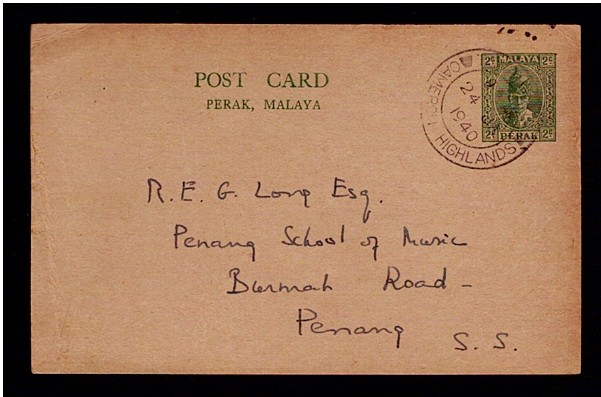 POST CARD
PERAK, MALAYA
MALAYA
2c 2c
2c PERAK 2c
CAMERON HIGHLANDS
24
1940
R. E. G. Long Esq.
Penang School of Music
Burmah Road -
Penang
S. S.